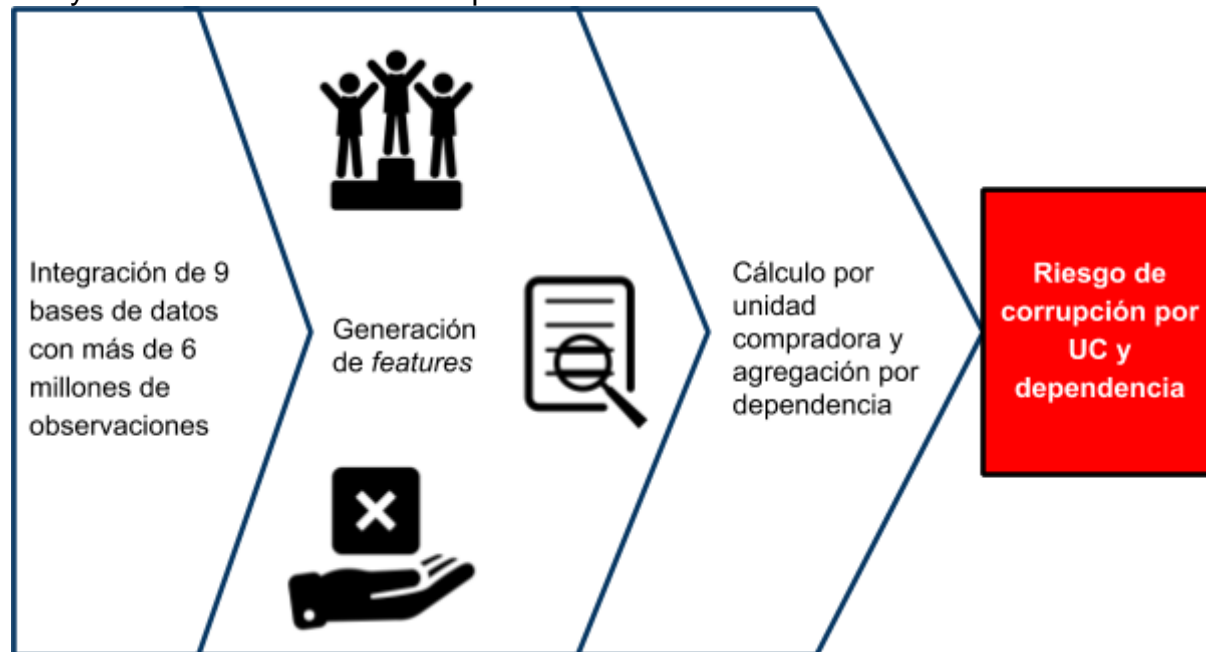 Integración de 9
bases de datos
con más de 6
millones de
observaciones
Generación
de features
Cálculo por
unidad
compradora y
agregación por
dependencia
Riesgo de
corrupción por
UC y
dependencia